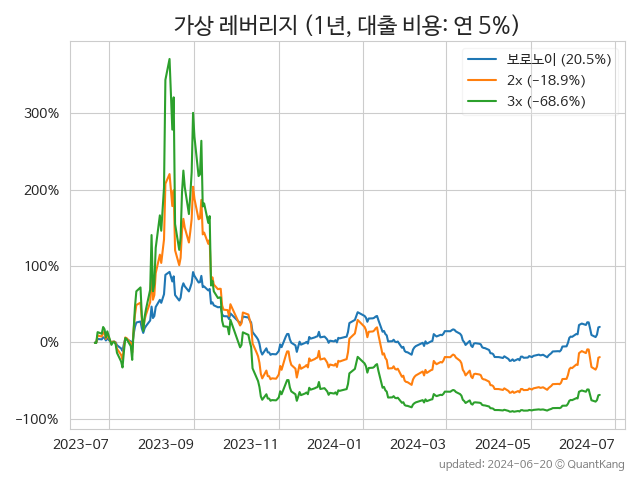 가상 레버리지 (1년, 대출 비용: 연 5%)
보로노이 (20.5%)
2x (−18.9%)
3x (−68.6%)
300%
200%
100%
0%
−100%
2023-07 2023-09 2023-11 2024-01 2024-03 2024-05 2024-07
updated: 2024-06-20 © QuantKang